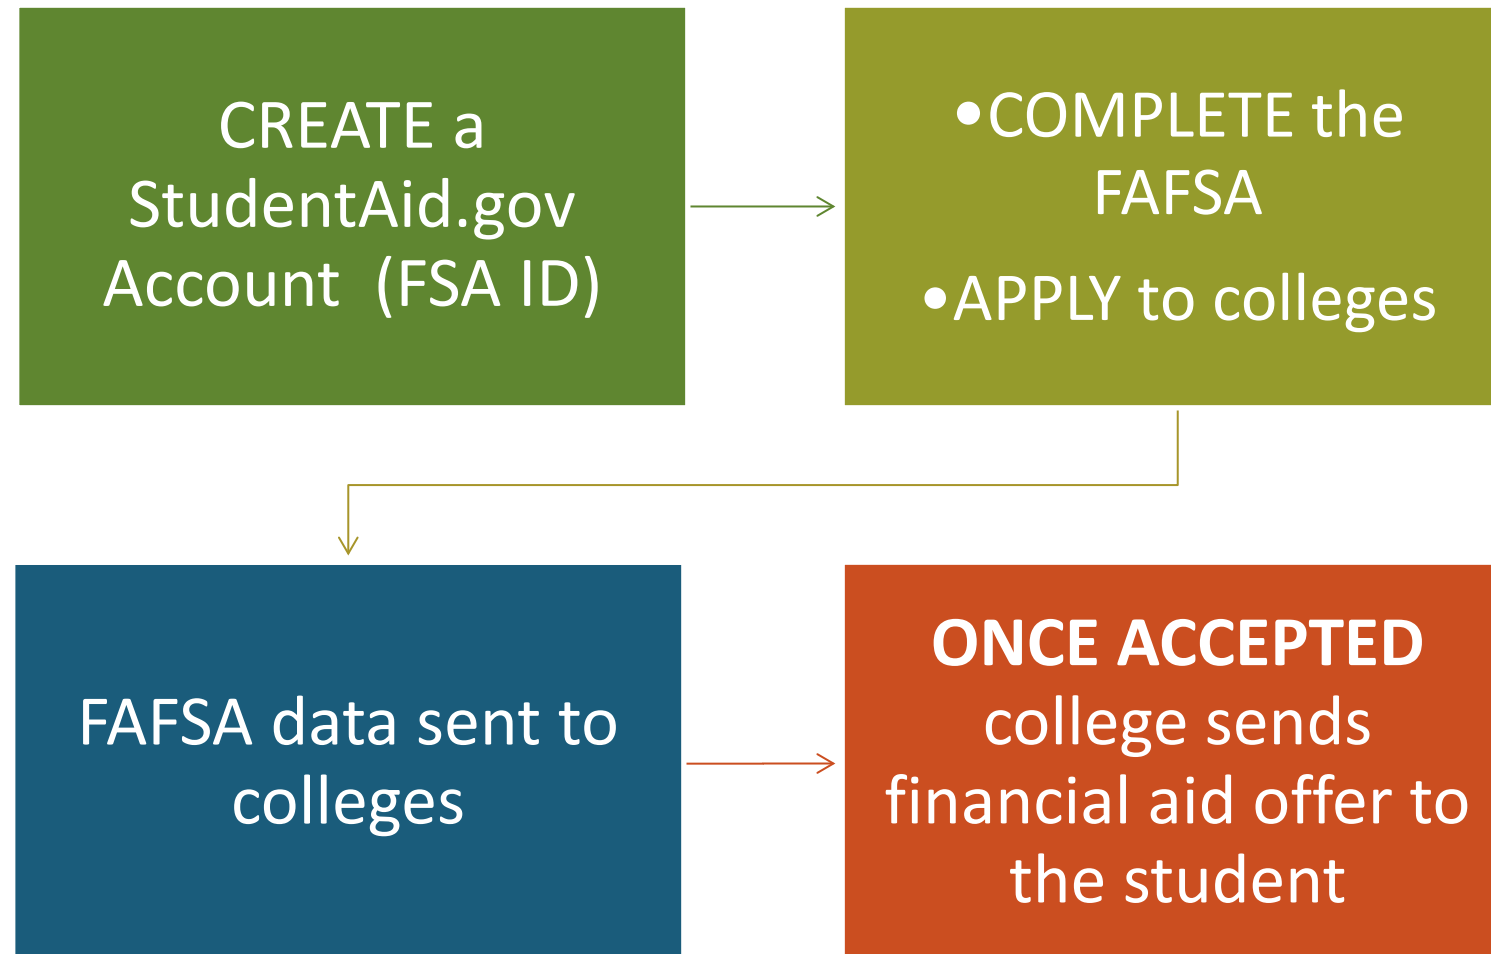 CREATE a
StudentAid.gov
Account  (FSA ID)
•COMPLETE the
FAFSA
•APPLY to colleges
FAFSA data sent to
colleges
ONCE ACCEPTED
college sends
financial aid offer to
the student